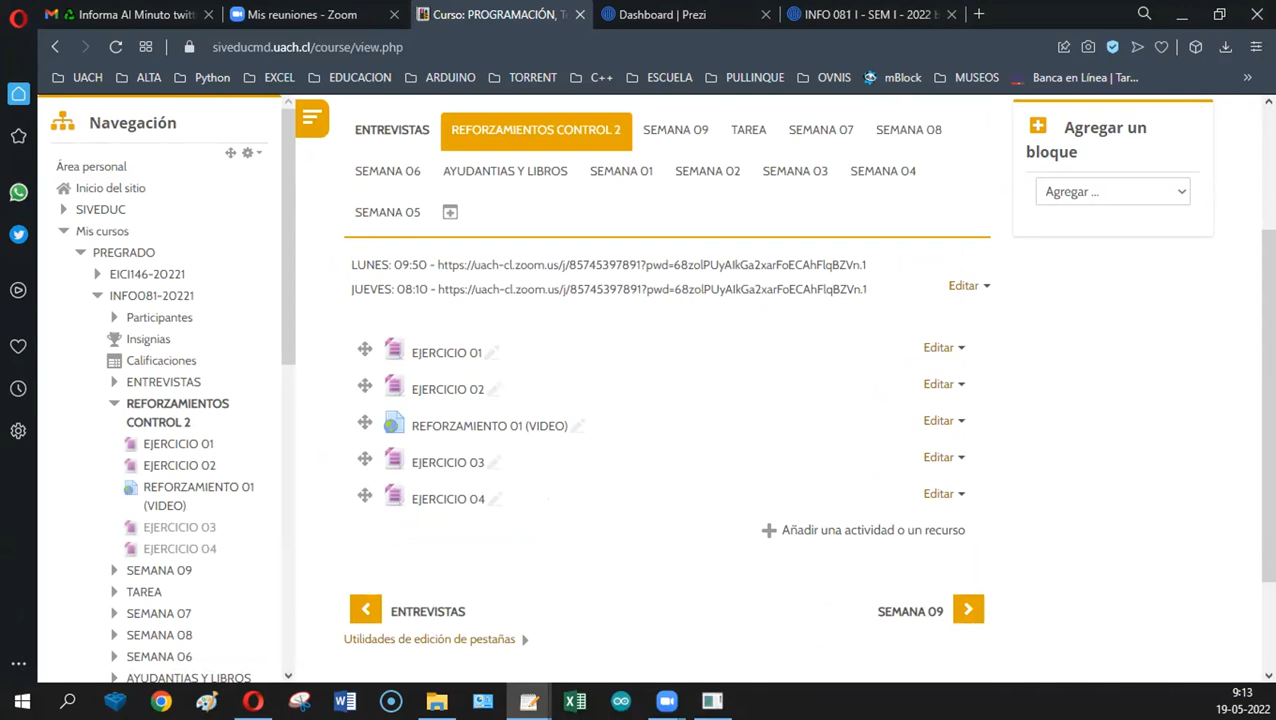 Informa Al Minuto twitt
Mis reuniones - Zoom
Curso: PROGRAMACIÓN, Te
Dashboard | Prezi
INFO 081 I - SEM I - 2022 b
siveducmd.uach.cl/course/view.php
UACH
ALTA
Python
EXCEL
EDUCACION
ARDUINO
TORRENT
C++
ESCUELA
PULLINQUE
OVNIS
mBlock
MUSEOS
Banca en Línea | Tar...
Navegación
Área personal
Inicio del sitio
SIVEDUC
Mis cursos
PREGRADO
EICI146-20221
INFO081-20221
Participantes
Insignias
Calificaciones
ENTREVISTAS
REFORZAMIENTOS
CONTROL 2
EJERCICIO 01
EJERCICIO 02
REFORZAMIENTO 01
(VIDEO)
EJERCICIO 03
EJERCICIO 04
SEMANA 09
TAREA
SEMANA 07
SEMANA 08
SEMANA 06
AYUDANTIAS Y LIBROS
ENTREVISTAS
REFORZAMIENTOS CONTROL 2
SEMANA 09
TAREA
SEMANA 07
SEMANA 08
SEMANA 06
AYUDANTIAS Y LIBROS
SEMANA 01
SEMANA 02
SEMANA 03
SEMANA 04
SEMANA 05
LUNES: 09:50 - https://uach-cl.zoom.us/j/85745397891?pwd=68zolPUyAIkGa2xarFoECAhFlqBZVn.1
JUEVES: 08:10 - https://uach-cl.zoom.us/j/85745397891?pwd=68zolPUyAIkGa2xarFoECAhFlqBZVn.1
Editar
EJERCICIO 01
Editar
EJERCICIO 02
Editar
REFORZAMIENTO 01 (VIDEO)
Editar
EJERCICIO 03
Editar
EJERCICIO 04
Editar
Añadir una actividad o un recurso
ENTREVISTAS
SEMANA 09
Utilidades de edición de pestañas
Agregar un
bloque
Agregar ...
9:13
19-05-2022